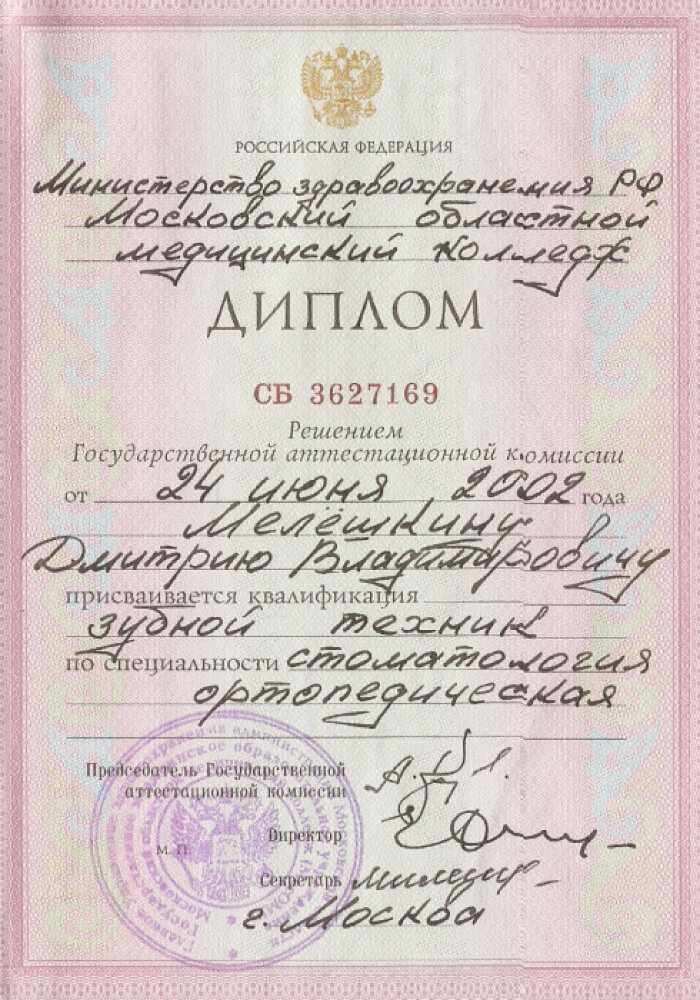 РОССИЙСКАЯ ФЕДЕРАЦИЯ
Министерство здравоохранения РФ
Московский областной
медицинский колледж
ДИПЛОМ
СБ 3627169
Решением
Государственной аттестационной комиссии
от 24 июня 2002 года
Мелёшкину
Дмитрию Владимировичу
присваивается квалификация
зубной техник
по специальности стоматология
ортопедическая
Председатель Государственной
аттестационной комиссии
М.П.
Директор
Секретарь
г. Москва